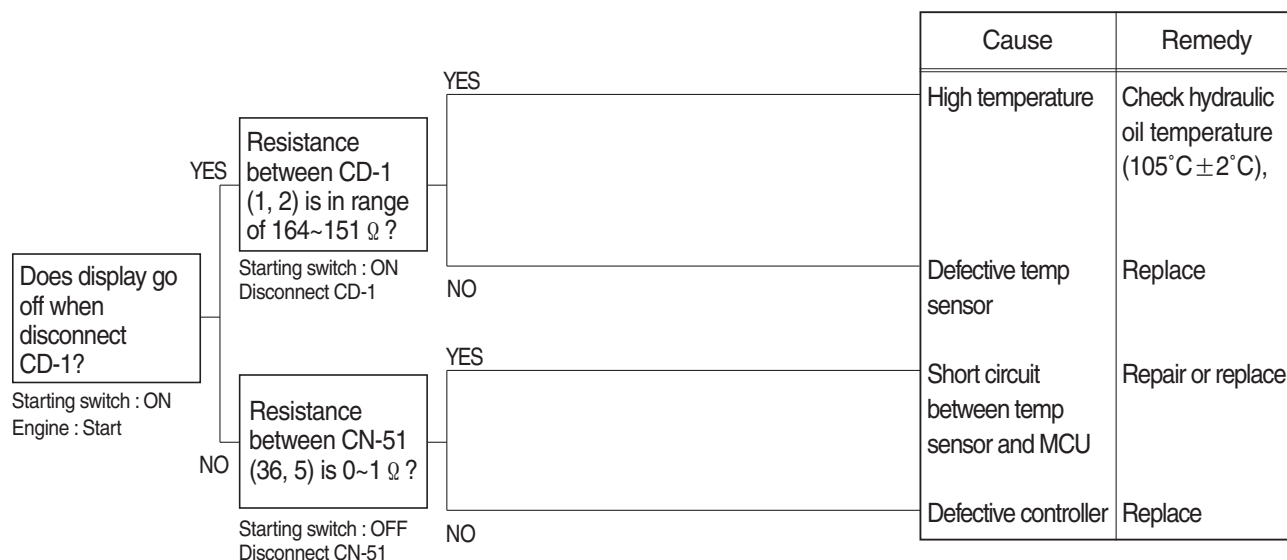 Cause
Remedy
YES
High temperature
Check hydraulic
oil temperature
(105˚C±2˚C),
Resistance
between CD-1
(1, 2) is in range
of 164~151 Ω ?
YES
Starting switch : ON
Disconnect CD-1
NO
Defective temp
sensor
Replace
Does display go
off when
disconnect
CD-1?
Starting switch : ON
Engine : Start
YES
Short circuit
between temp
sensor and MCU
Repair or replace
Resistance
between CN-51
(36, 5) is 0~1 Ω ?
NO
Starting switch : OFF
Disconnect CN-51
NO
Defective controller
Replace